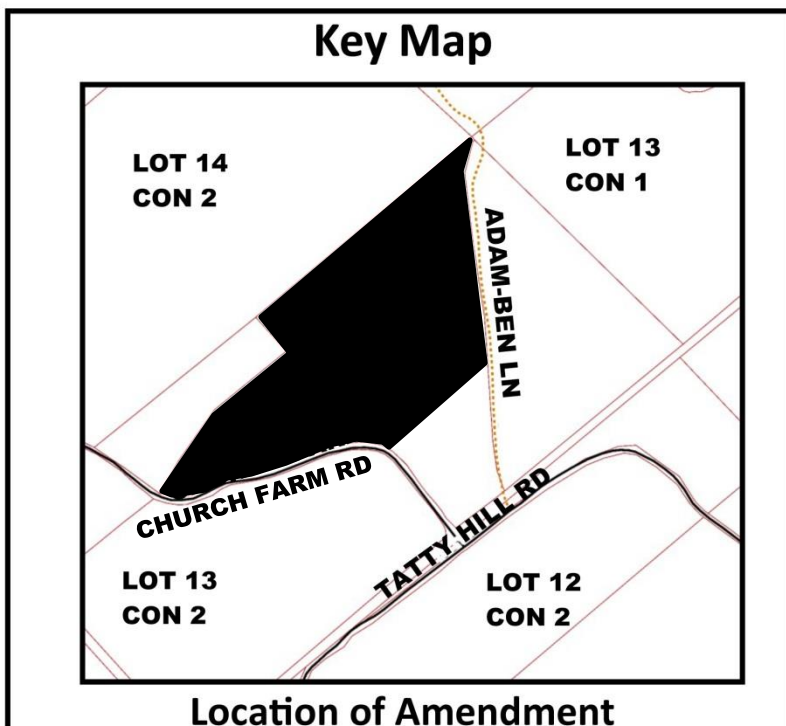 Key Map
LOT 14
CON 2
LOT 13
CON 1
ADAM-BEN LN
CHURCH FARM RD
TATTY HILL RD
LOT 13
CON 2
LOT 12
CON 2
Location of Amendment